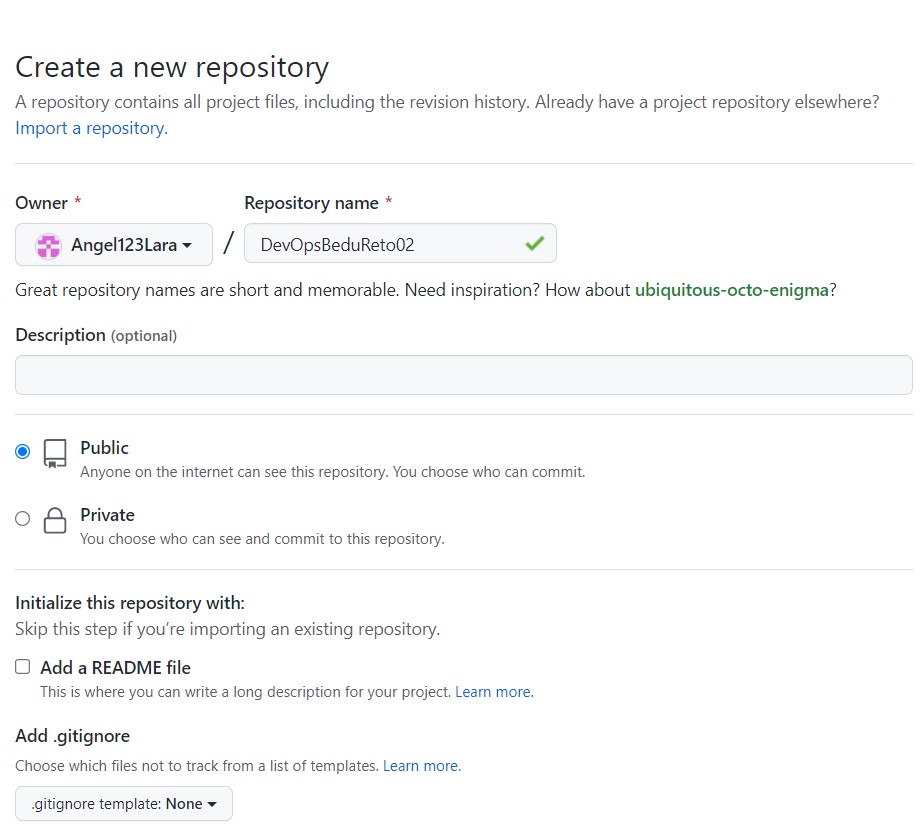 Create a new repository
A repository contains all project files, including the revision history. Already have a project repository elsewhere?
Import a repository.
Owner *
Repository name *
Angel123Lara
/
DevOpsBeduReto02
Great repository names are short and memorable. Need inspiration? How about ubiquitous-octo-enigma?
Description (optional)
Public
Anyone on the internet can see this repository. You choose who can commit.
Private
You choose who can see and commit to this repository.
Initialize this repository with:
Skip this step if you’re importing an existing repository.
Add a README file
This is where you can write a long description for your project. Learn more.
Add .gitignore
Choose which files not to track from a list of templates. Learn more.
.gitignore template: None